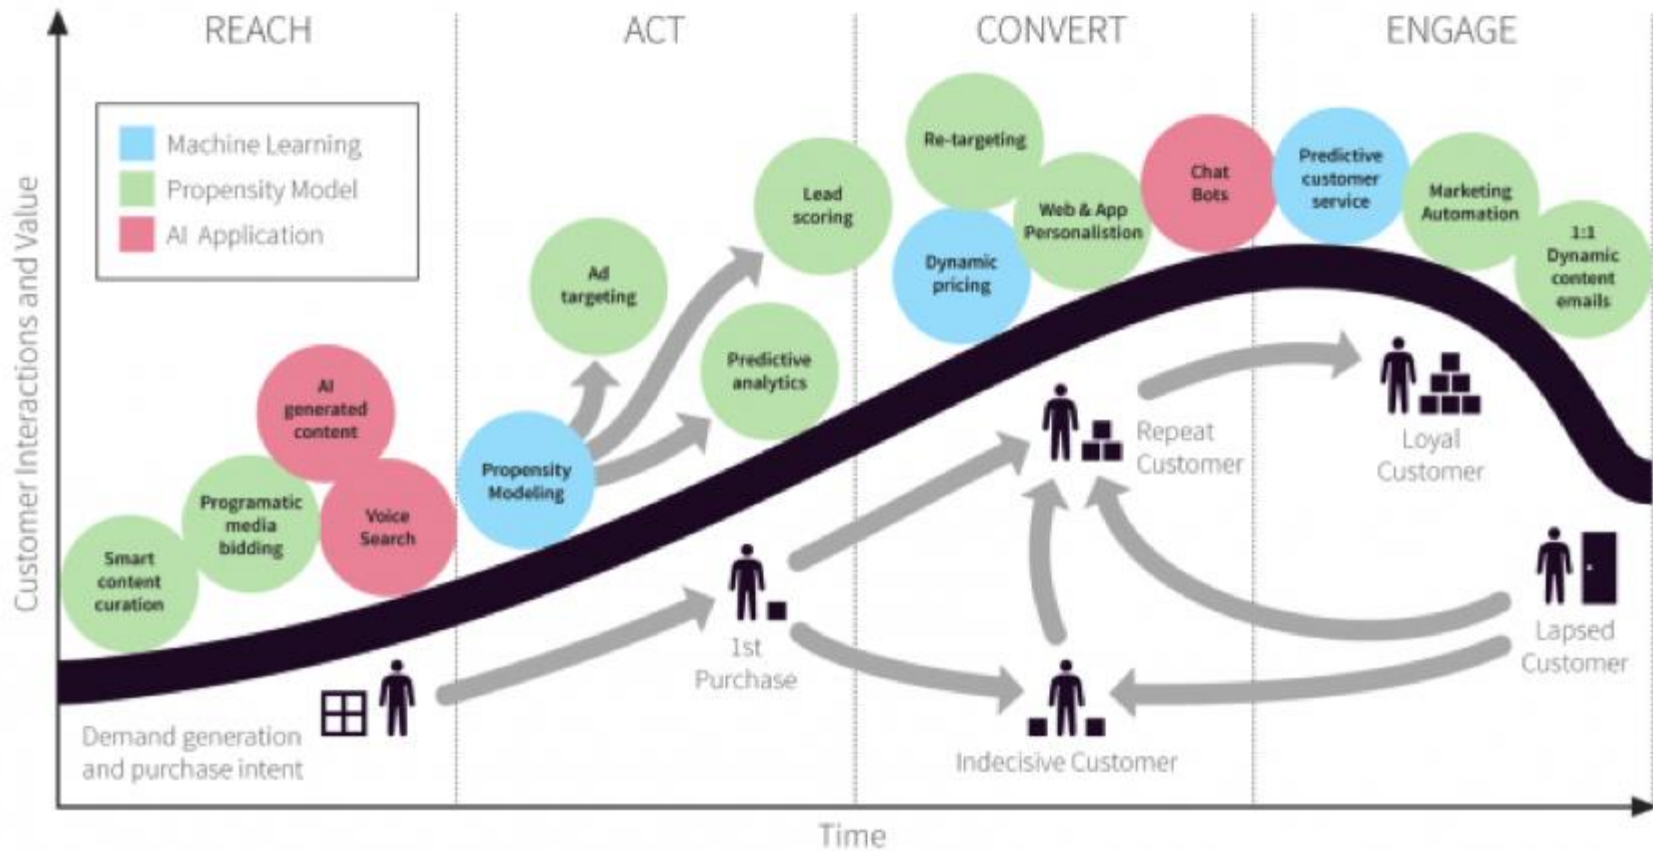 REACH
ACT
CONVERT
ENGAGE
Customer Interactions and Value
Machine Learning
Propensity Model
AI Application
Smart
content
curation
Programatic
media
bidding
AI
generated
content
Voice
Search
Propensity
Modeling
Ad
targeting
Lead
scoring
Predictive
analytics
Re-targeting
Dynamic
pricing
Web & App
Personalistion
Chat
Bots
Predictive
customer
service
Marketing
Automation
1:1
Dynamic
content
emails
Demand generation
and purchase intent
1st
Purchase
Repeat
Customer
Indecisive Customer
Loyal
Customer
Lapsed
Customer
Time